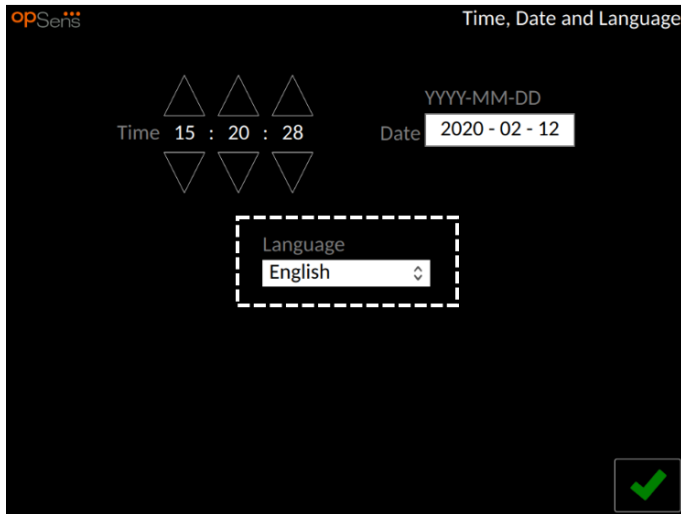 opSens
Time, Date and Language
YYYY-MM-DD
Time 15 : 20 : 28
Date 2020 - 02 - 12
Language
English